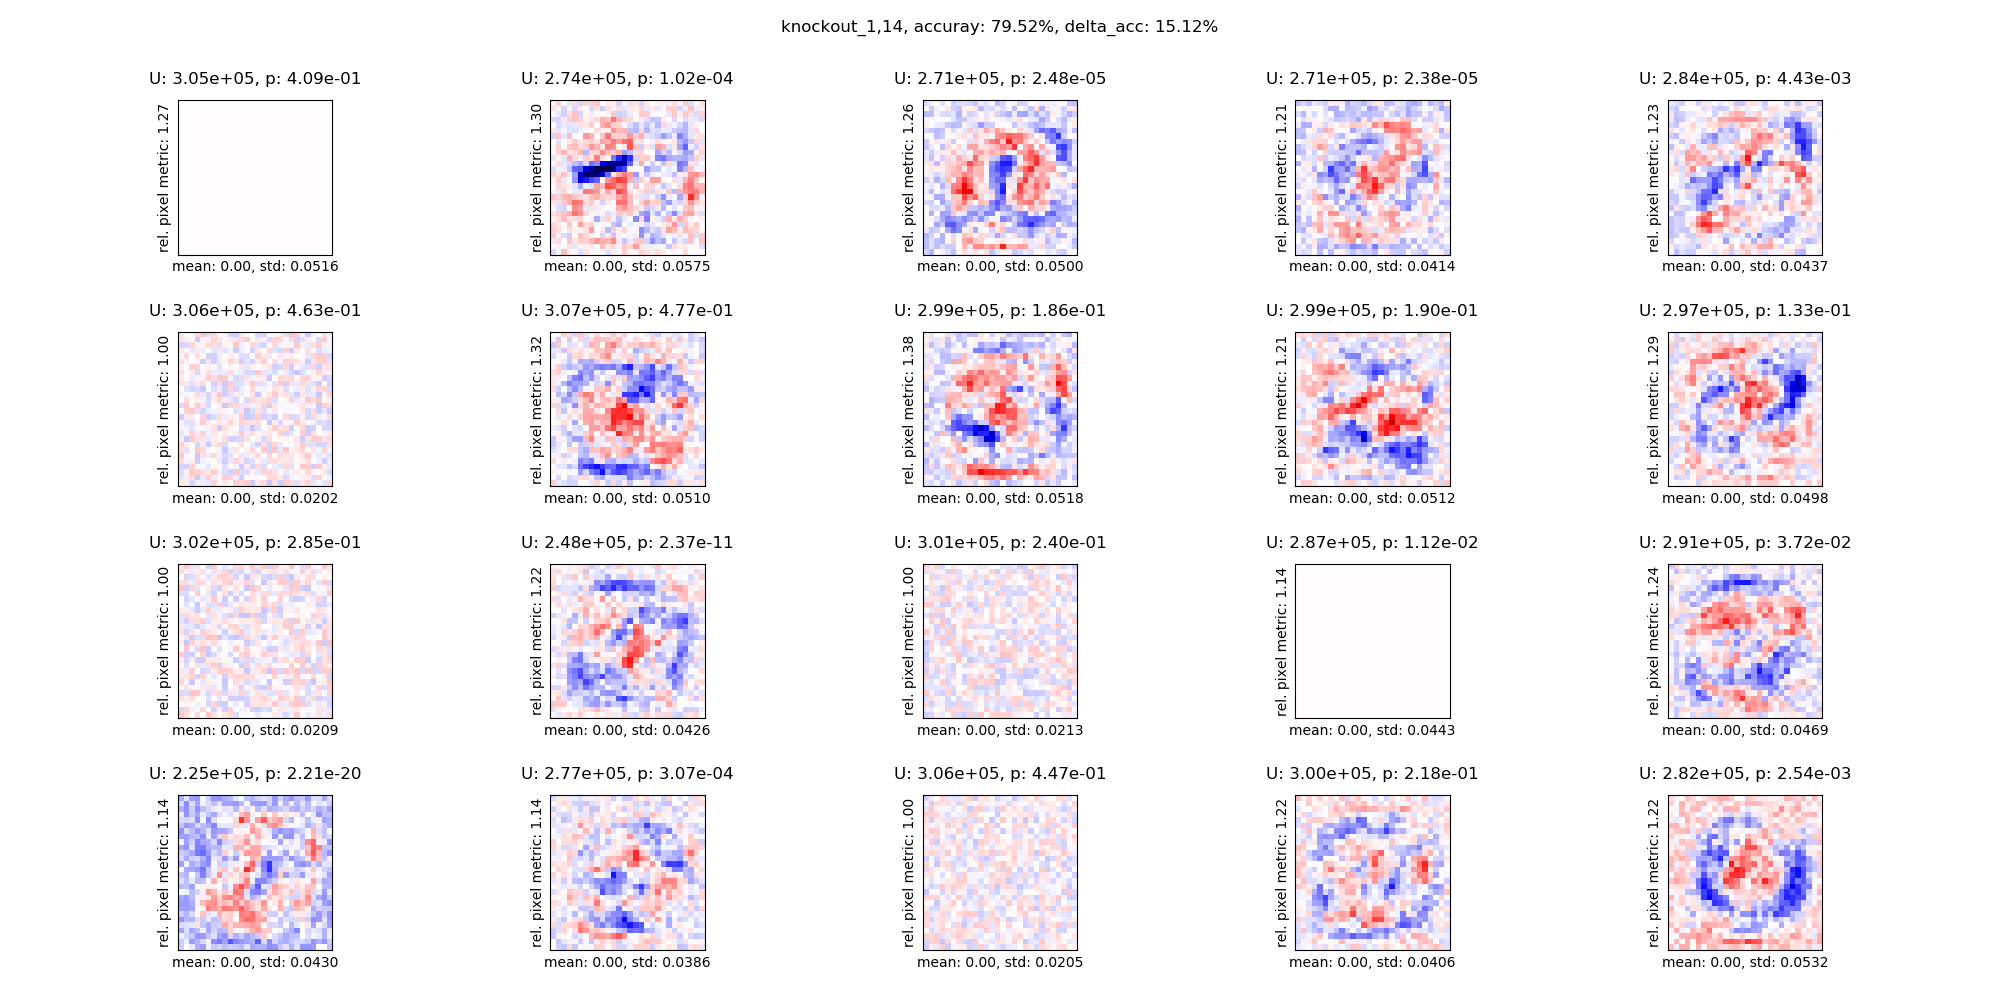 knockout_1,14, accuray: 79.52%, delta_acc: 15.12%
U: 3.05e+05, p: 4.09e-01
rel. pixel metric: 1.27
mean: 0.00, std: 0.0516
U: 2.74e+05, p: 1.02e-04
rel. pixel metric: 1.30
mean: 0.00, std: 0.0575
U: 2.71e+05, p: 2.48e-05
rel. pixel metric: 1.26
mean: 0.00, std: 0.0500
U: 2.71e+05, p: 2.38e-05
rel. pixel metric: 1.21
mean: 0.00, std: 0.0414
U: 2.84e+05, p: 4.43e-03
rel. pixel metric: 1.23
mean: 0.00, std: 0.0437
U: 3.06e+05, p: 4.63e-01
rel. pixel metric: 1.00
mean: 0.00, std: 0.0202
U: 3.07e+05, p: 4.77e-01
rel. pixel metric: 1.32
mean: 0.00, std: 0.0510
U: 2.99e+05, p: 1.86e-01
rel. pixel metric: 1.38
mean: 0.00, std: 0.0518
U: 2.99e+05, p: 1.90e-01
rel. pixel metric: 1.21
mean: 0.00, std: 0.0512
U: 2.97e+05, p: 1.33e-01
rel. pixel metric: 1.29
mean: 0.00, std: 0.0498
U: 3.02e+05, p: 2.85e-01
rel. pixel metric: 1.00
mean: 0.00, std: 0.0209
U: 2.48e+05, p: 2.37e-11
rel. pixel metric: 1.22
mean: 0.00, std: 0.0426
U: 3.01e+05, p: 2.40e-01
rel. pixel metric: 1.00
mean: 0.00, std: 0.0213
U: 2.87e+05, p: 1.12e-02
rel. pixel metric: 1.14
mean: 0.00, std: 0.0443
U: 2.91e+05, p: 3.72e-02
rel. pixel metric: 1.24
mean: 0.00, std: 0.0469
U: 2.25e+05, p: 2.21e-20
rel. pixel metric: 1.14
mean: 0.00, std: 0.0430
U: 2.77e+05, p: 3.07e-04
rel. pixel metric: 1.14
mean: 0.00, std: 0.0386
U: 3.06e+05, p: 4.47e-01
rel. pixel metric: 1.00
mean: 0.00, std: 0.0205
U: 3.00e+05, p: 2.18e-01
rel. pixel metric: 1.22
mean: 0.00, std: 0.0406
U: 2.82e+05, p: 2.54e-03
rel. pixel metric: 1.22
mean: 0.00, std: 0.0532